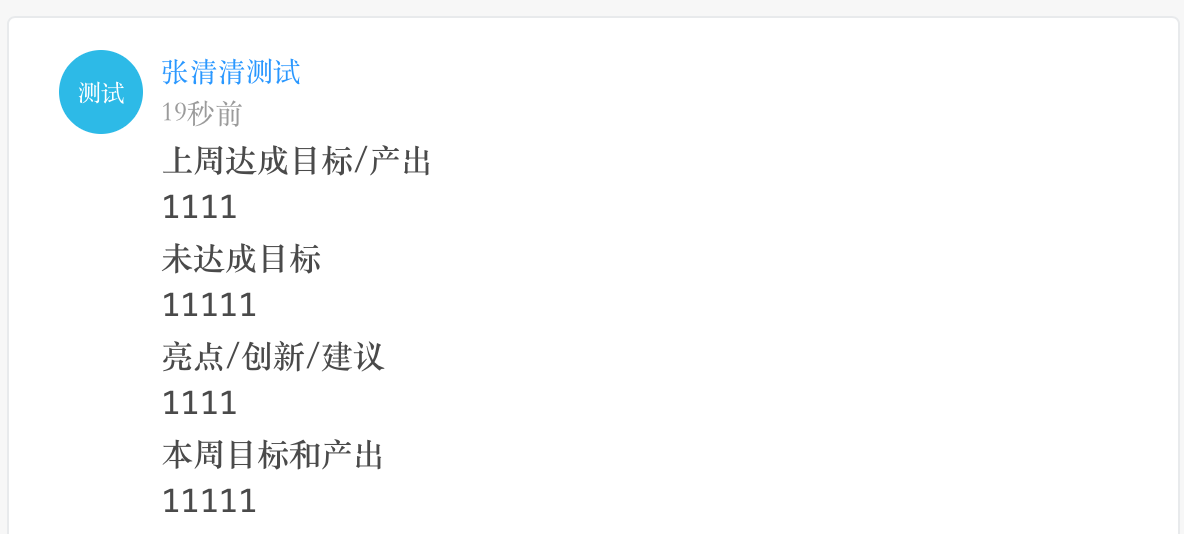 测试
张清清测试
19秒前
上周达成目标/产出
1111
未达成目标
11111
亮点/创新/建议
1111
本周目标和产出
11111